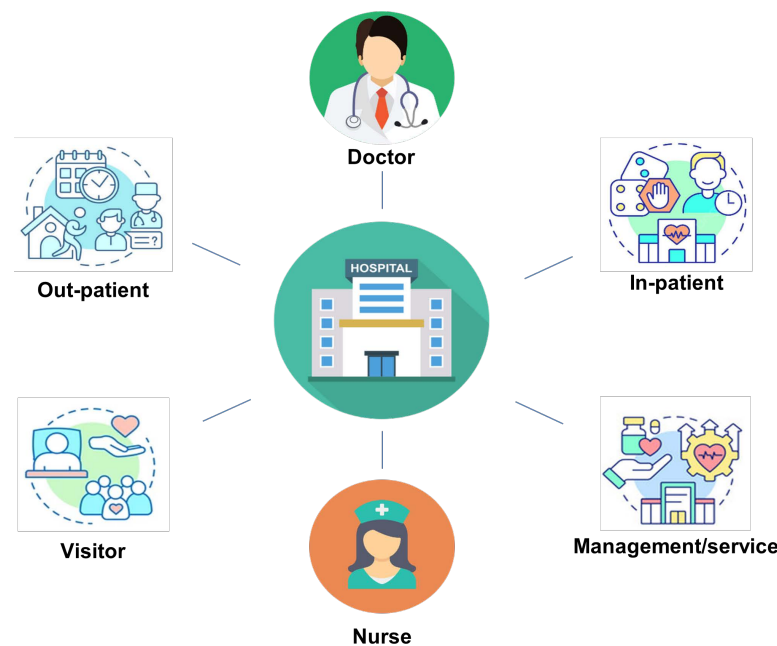 Doctor
Out-patient
In-patient
HOSPITAL
Visitor
Management/service
Nurse